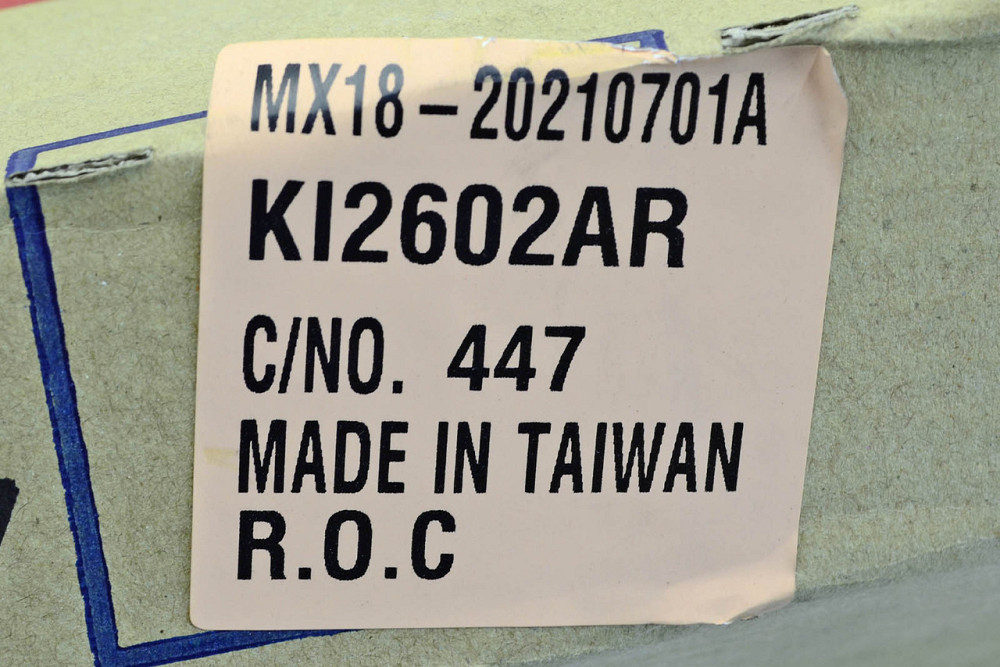 MX18-20210701A
KI2602AR
C/NO. 447
MADE IN TAIWAN
R.O.C